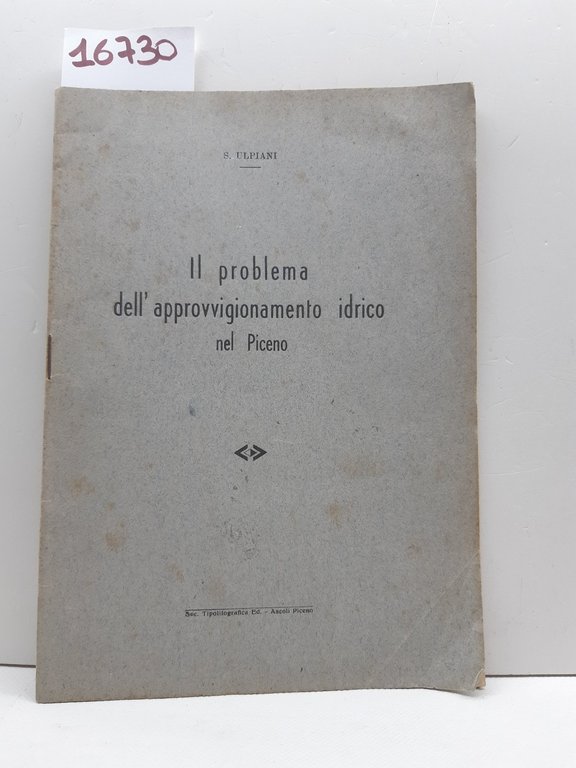 16730
S. ULPIANI
Il problema
dell'approvvigionamento idrico
nel Piceno
Soc. Tipolitografica Ed. - Ascoli Piceno